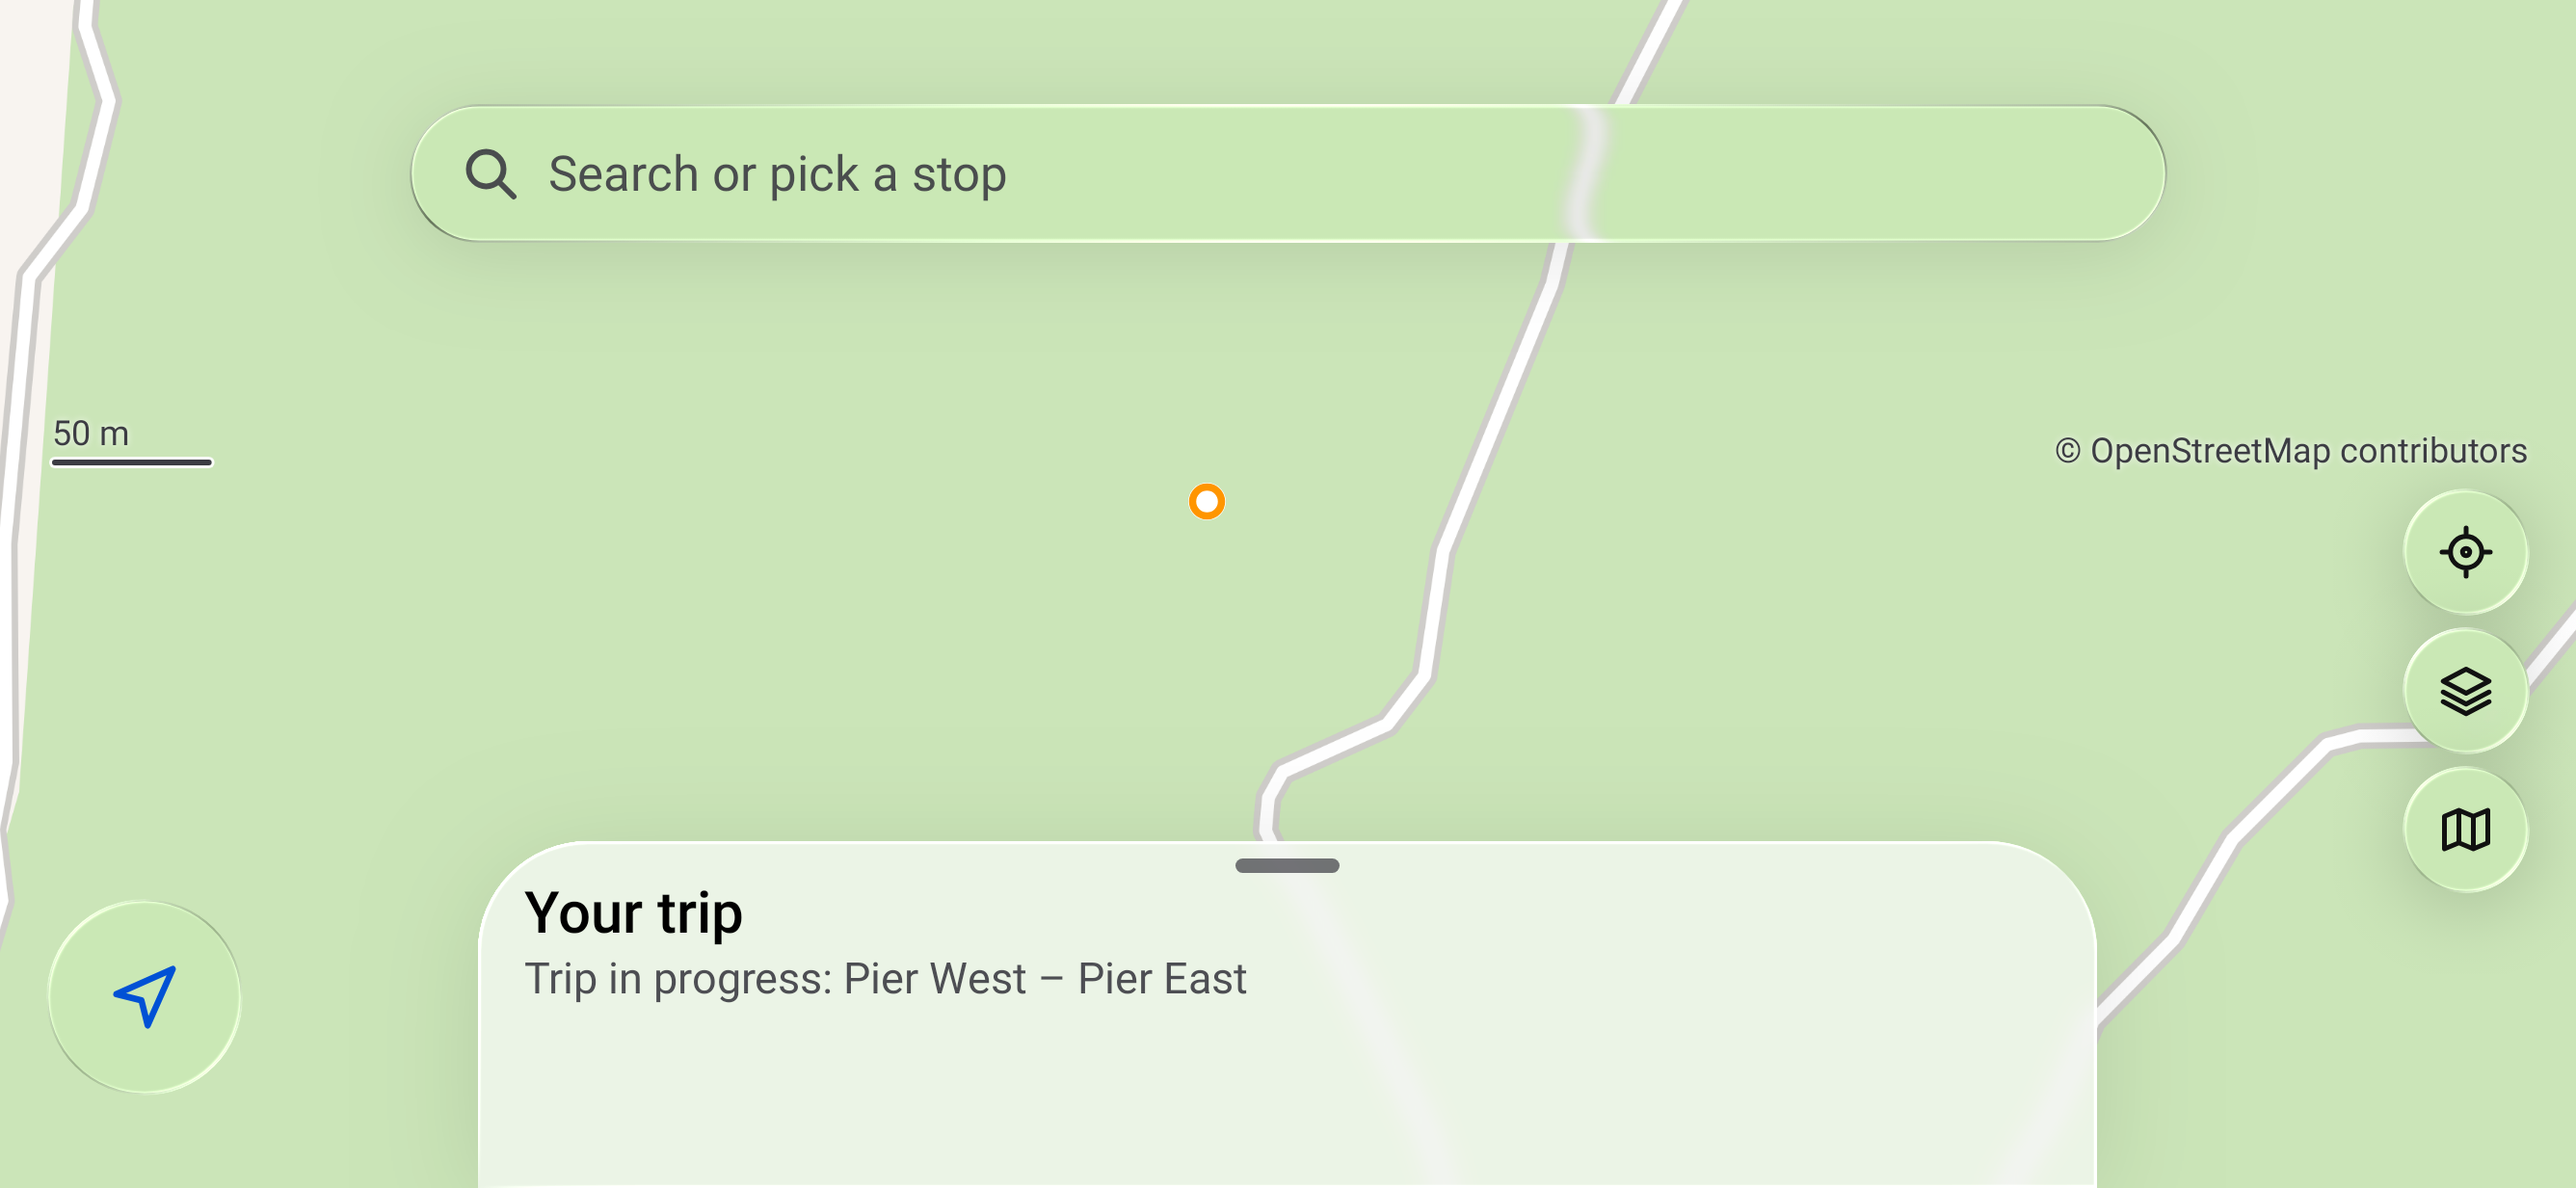 Search or pick a stop
50 m
© OpenStreetMap contributors
Your trip
Trip in progress: Pier West – Pier East